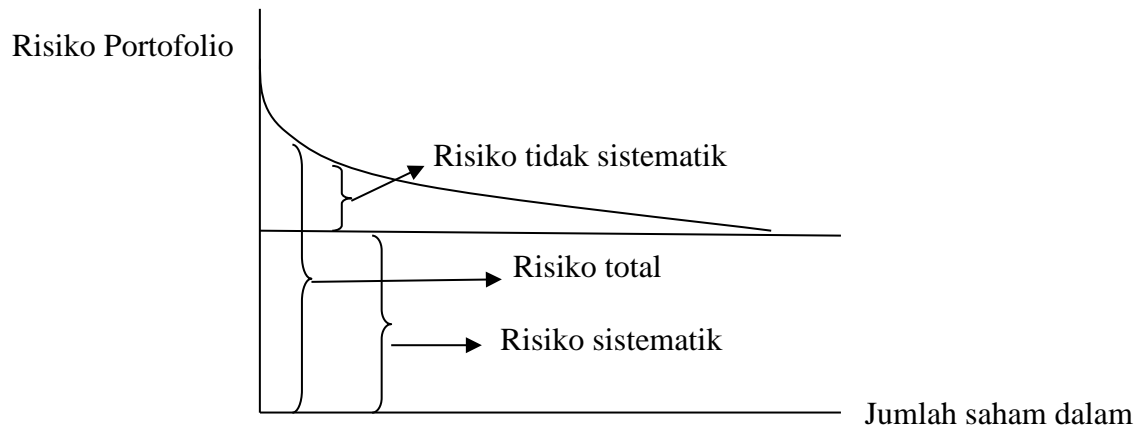 Risiko Portofolio
Risiko tidak sistematik
Risiko total
Risiko sistematik
Jumlah saham dalam